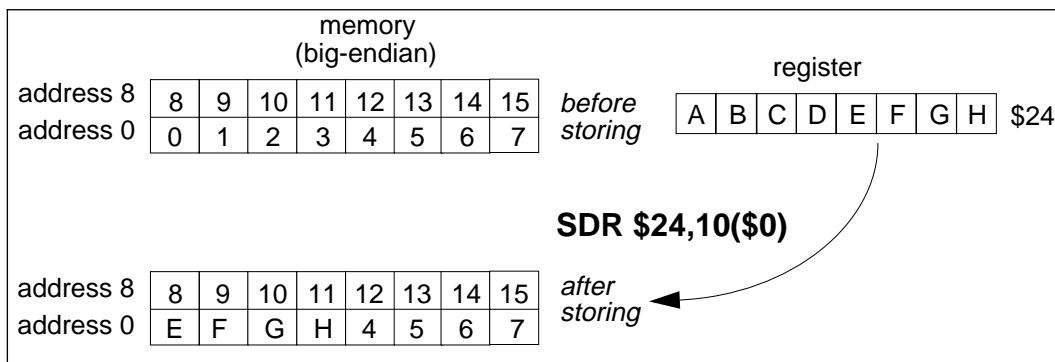 memory
(big-endian)
register
address 8 8 9 10 11 12 13 14 15 before
address 0 0 1 2 3 4 5 6 7 storing
A B C D E F G H $24
SDR $24,10($0)
address 8 8 9 10 11 12 13 14 15 after
address 0 E F G H 4 5 6 7 storing